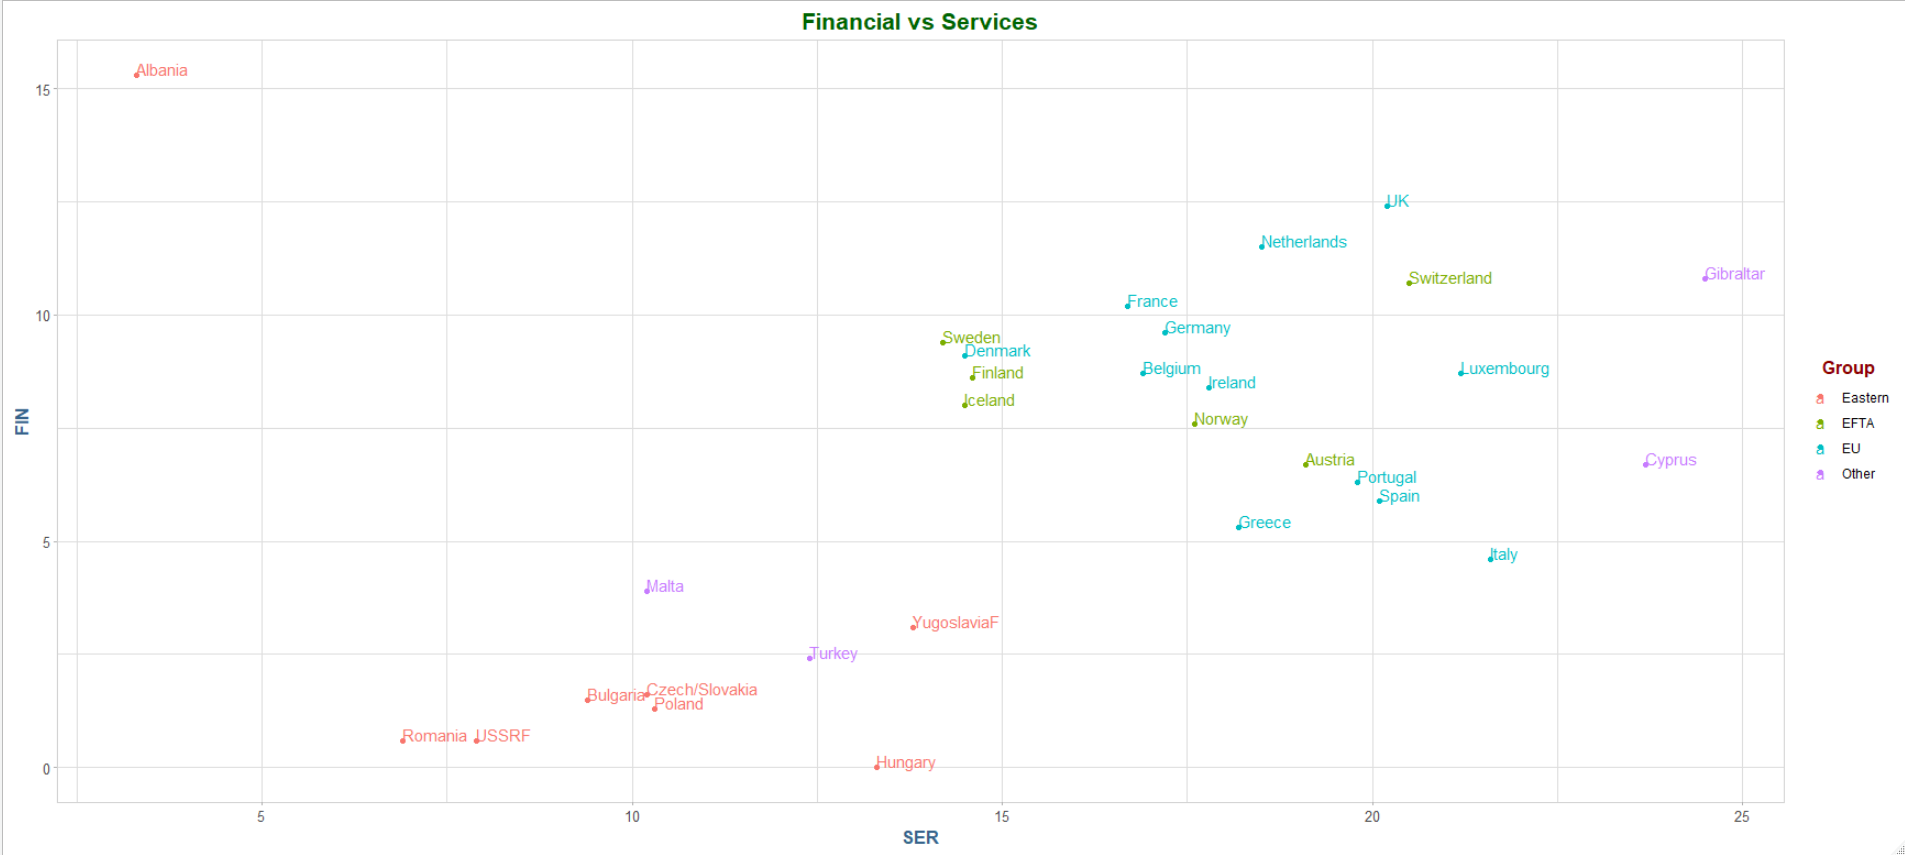 Financial vs Services
Albania
15
UK
Netherlands
Gibraltar
Switzerland
France
10
Germany
Sweden
Denmark
Belgium
Luxembourg
Finland
Ireland
Iceland
Norway
Austria
Cyprus
Portugal
Spain
Greece
5
Italy
Malta
YugoslaviaF
Turkey
Czech/Slovakia
Bulgaria
Poland
Romania
USSRF
Hungary
0
5
10
15
20
25
SER
FIN
Group
a Eastern
a EFTA
a EU
a Other